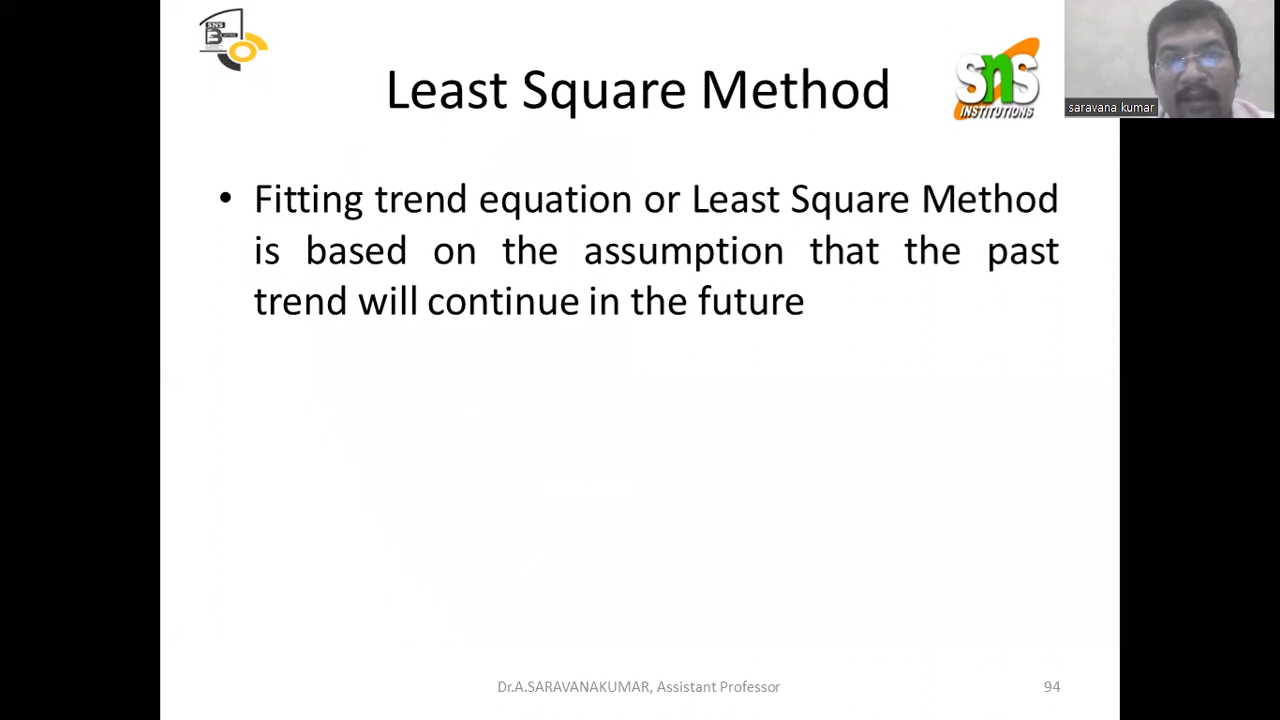 Least Square Method
SNS
INSTITUTIONS
saravana kumar
• Fitting trend equation or Least Square Method
is based on the assumption that the past
trend will continue in the future
Dr.A.SARAVANAKUMAR, Assistant Professor
94